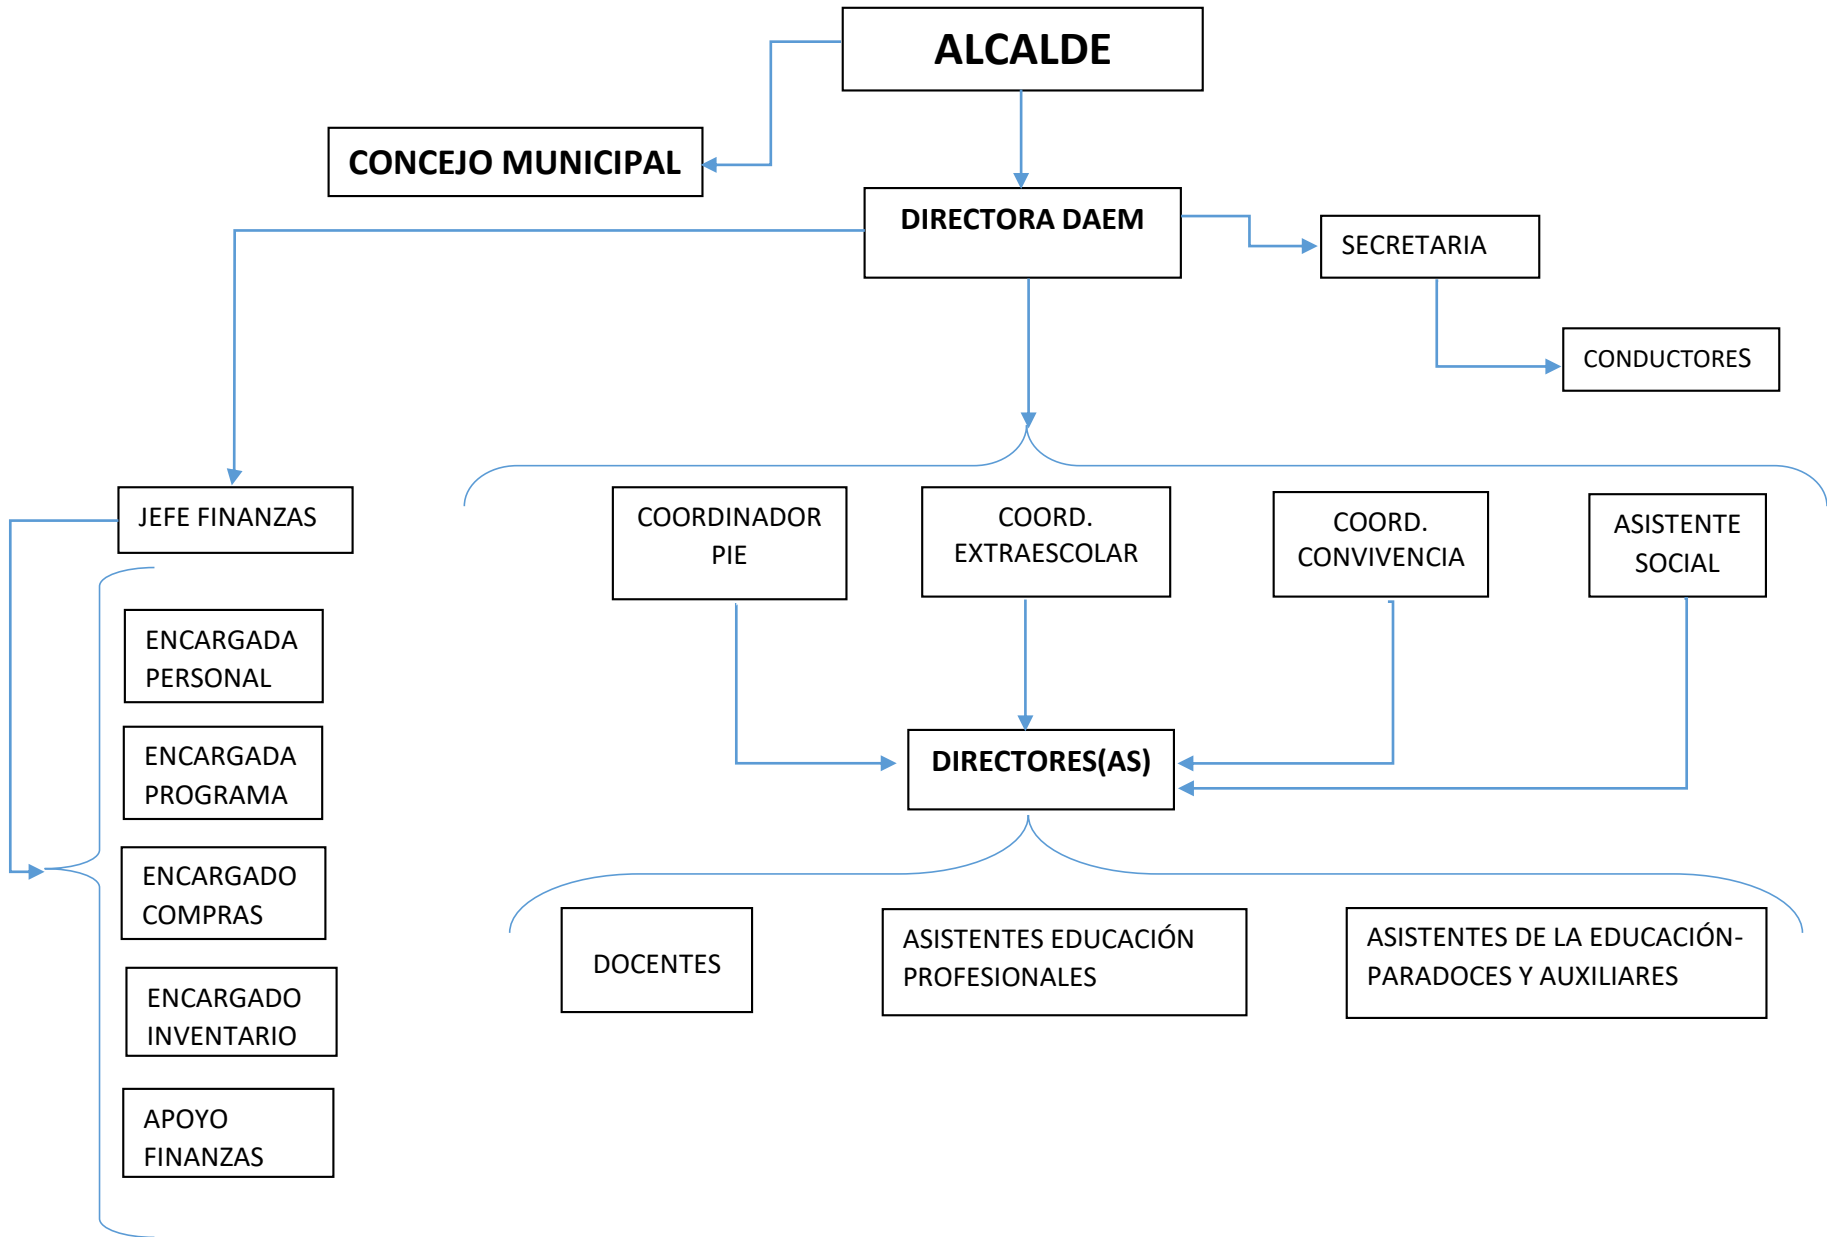 ALCALDE
CONCEJO MUNICIPAL
DIRECTORA DAEM
SECRETARIA
CONDUCTORES
JEFE FINANZAS
COORDINADOR
PIE
COORD.
EXTRAESCOLAR
COORD.
CONVIVENCIA
ASISTENTE
SOCIAL
ENCARGADA
PERSONAL
ENCARGADA
PROGRAMA
ENCARGADO
COMPRAS
ENCARGADO
INVENTARIO
APOYO
FINANZAS
DIRECTORES(AS)
DOCENTES
ASISTENTES EDUCACIÓN
PROFESIONALES
ASISTENTES DE LA EDUCACIÓN-
PARADOCES Y AUXILIARES